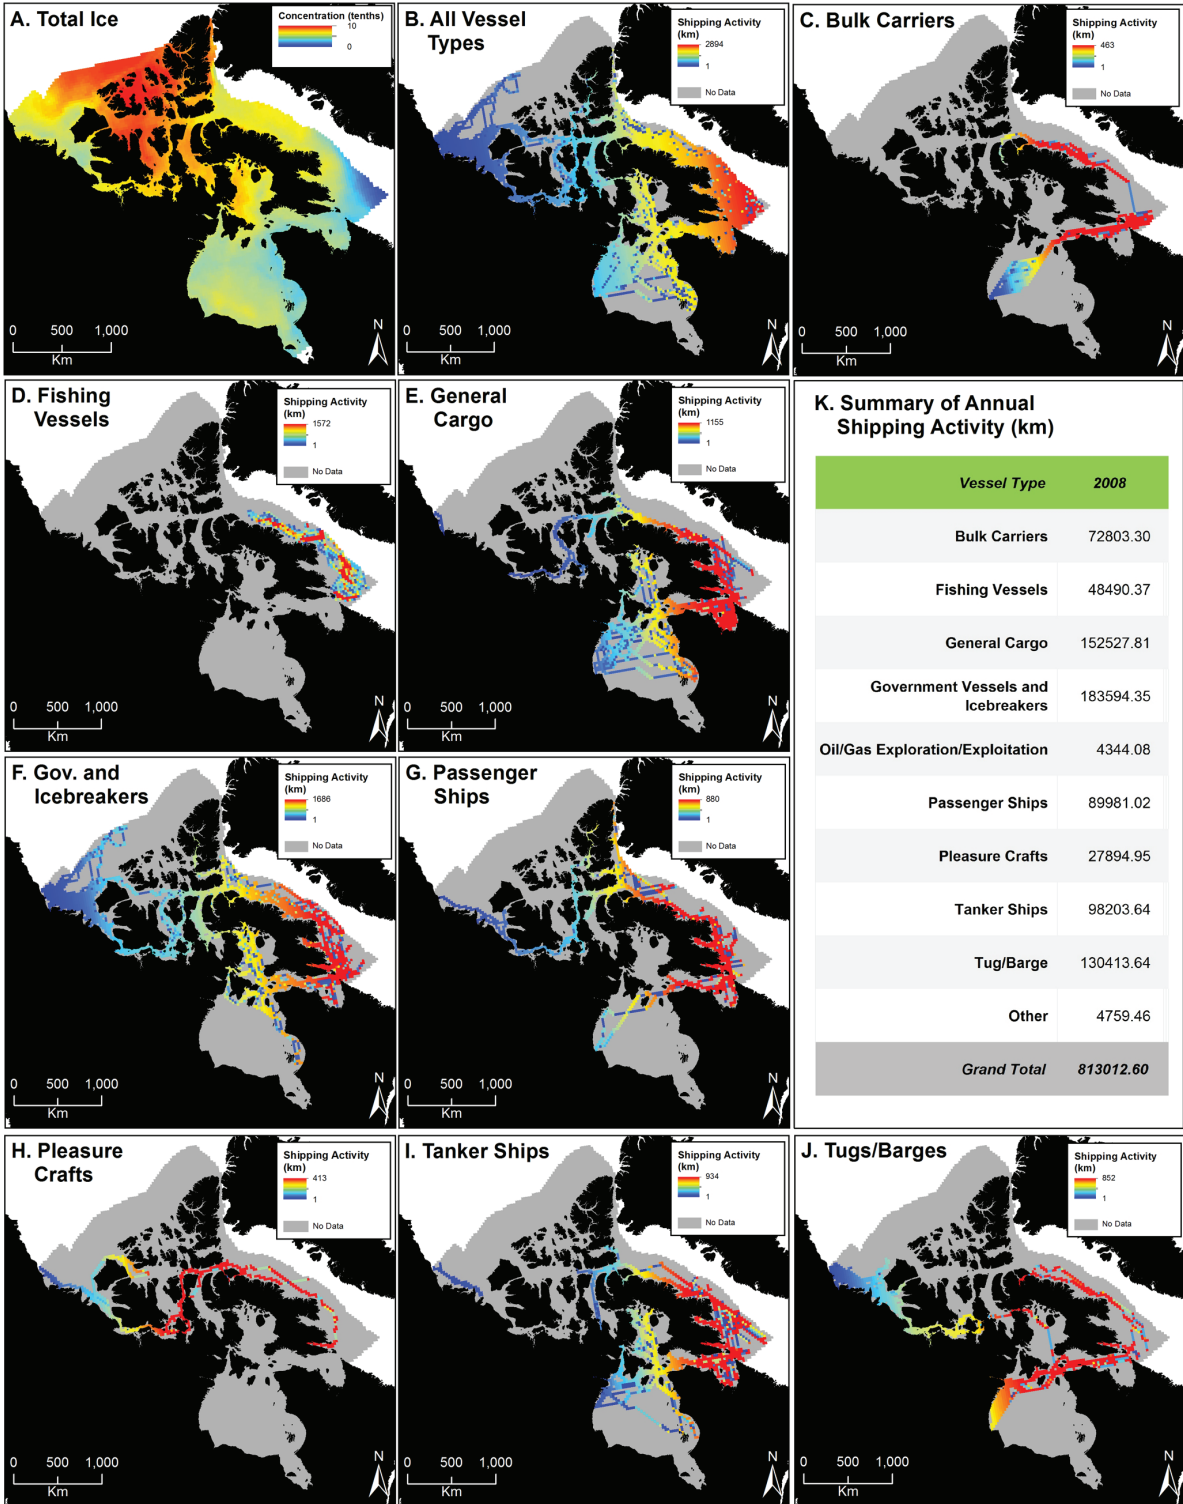 A. Total Ice
Concentration (tenths)
10
0
0 500 1,000
Km
N
B. All Vessel
Types
Shipping Activity
(km)
2894
1
No Data
0 500 1,000
Km
N
C. Bulk Carriers
Shipping Activity
(km)
463
1
No Data
0 500 1,000
Km
N
D. Fishing
Vessels
Shipping Activity
(km)
1572
1
No Data
0 500 1,000
Km
N
E. General
Cargo
Shipping Activity
(km)
1155
1
No Data
0 500 1,000
Km
N
K. Summary of Annual
Shipping Activity (km)
Vessel Type 2008
Bulk Carriers 72803.30
Fishing Vessels 48490.37
General Cargo 152527.81
Government Vessels and
Icebreakers 183594.35
Oil/Gas Exploration/Exploitation 4344.08
Passenger Ships 89981.02
Pleasure Crafts 27894.95
Tanker Ships 98203.64
Tug/Barge 130413.64
Other 4759.46
Grand Total 813012.60
F. Gov. and
Icebreakers
Shipping Activity
(km)
1686
1
No Data
0 500 1,000
Km
N
G. Passenger
Ships
Shipping Activity
(km)
880
1
No Data
0 500 1,000
Km
N
H. Pleasure
Crafts
Shipping Activity
(km)
413
1
No Data
0 500 1,000
Km
N
I. Tanker Ships
Shipping Activity
(km)
934
1
No Data
0 500 1,000
Km
N
J. Tugs/Barges
Shipping Activity
(km)
852
1
No Data
0 500 1,000
Km
N